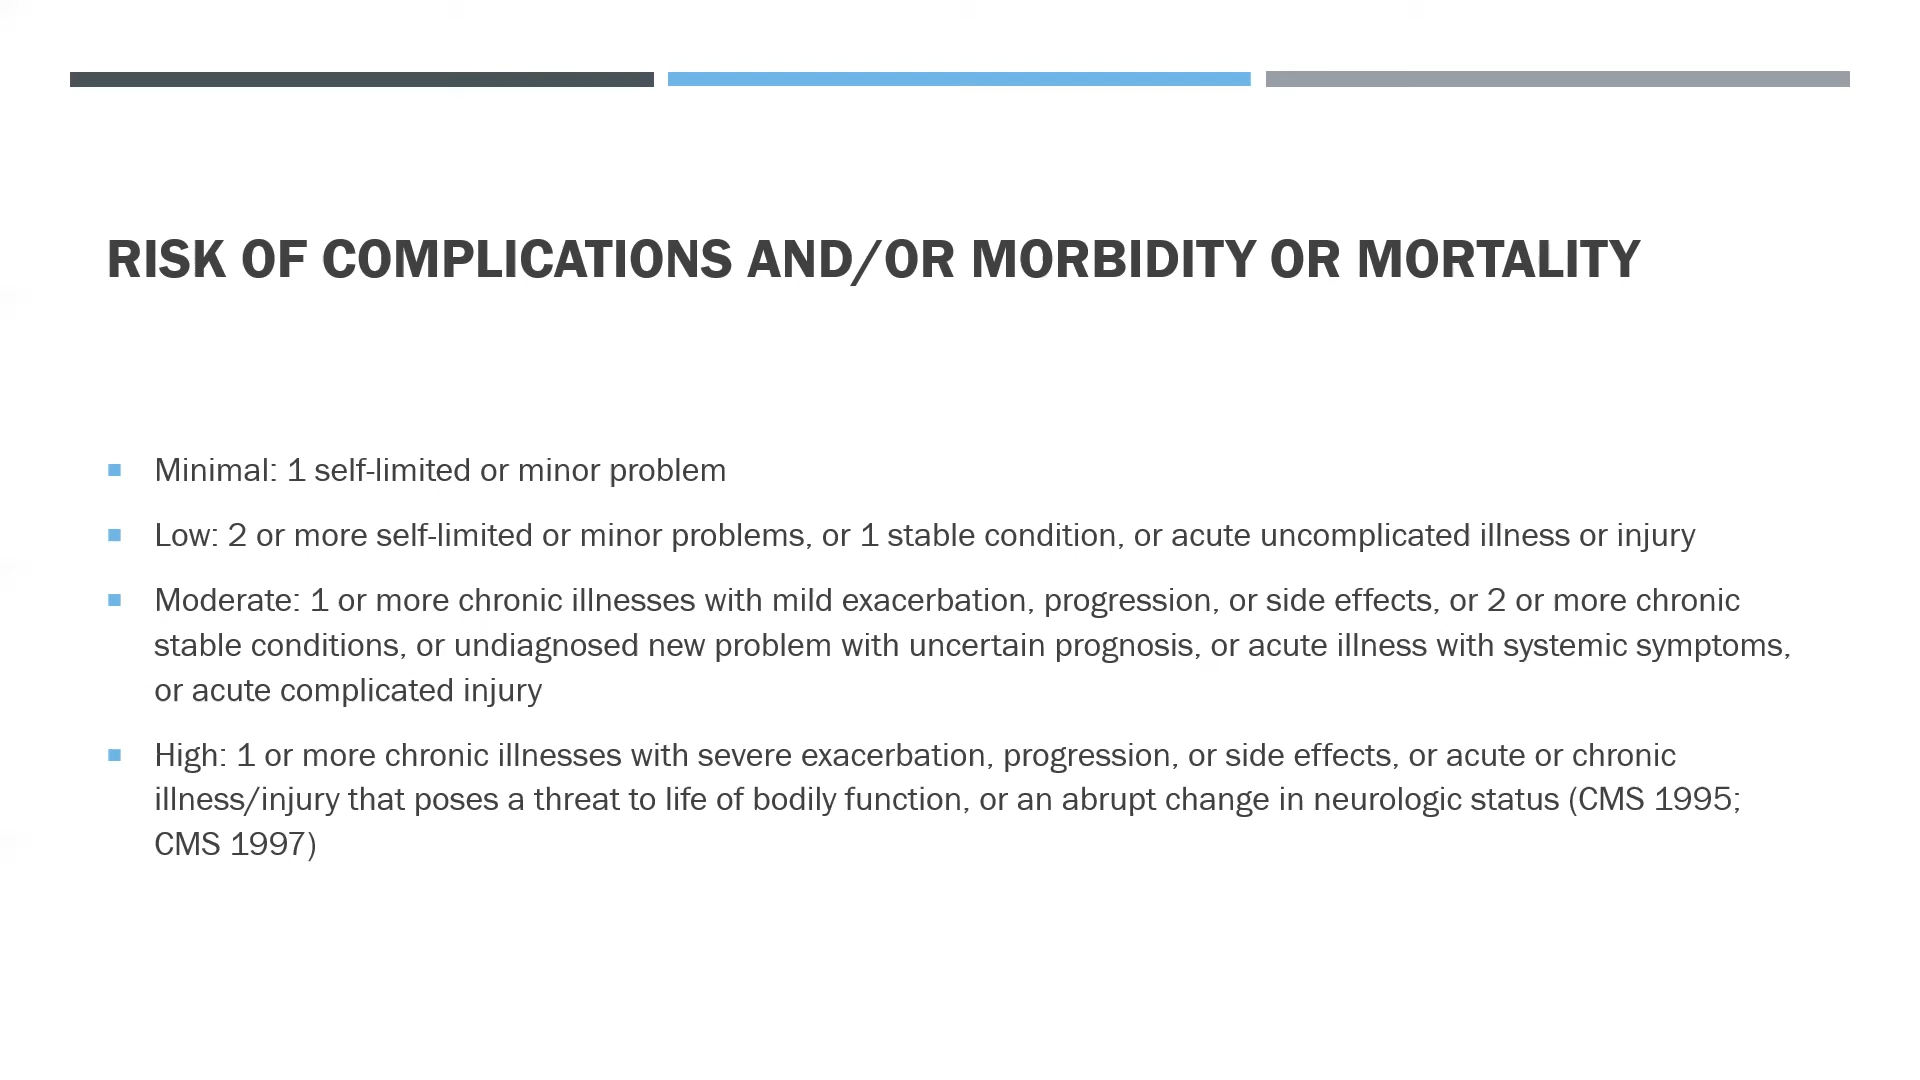 RISK OF COMPLICATIONS AND/OR MORBIDITY OR MORTALITY
Minimal: 1 self-limited or minor problem
Low: 2 or more self-limited or minor problems, or 1 stable condition, or acute uncomplicated illness or injury
Moderate: 1 or more chronic illnesses with mild exacerbation, progression, or side effects, or 2 or more chronic
stable conditions, or undiagnosed new problem with uncertain prognosis, or acute illness with systemic symptoms,
or acute complicated injury
High: 1 or more chronic illnesses with severe exacerbation, progression, or side effects, or acute or chronic
illness/injury that poses a threat to life of bodily function, or an abrupt change in neurologic status (CMS 1995;
CMS 1997)